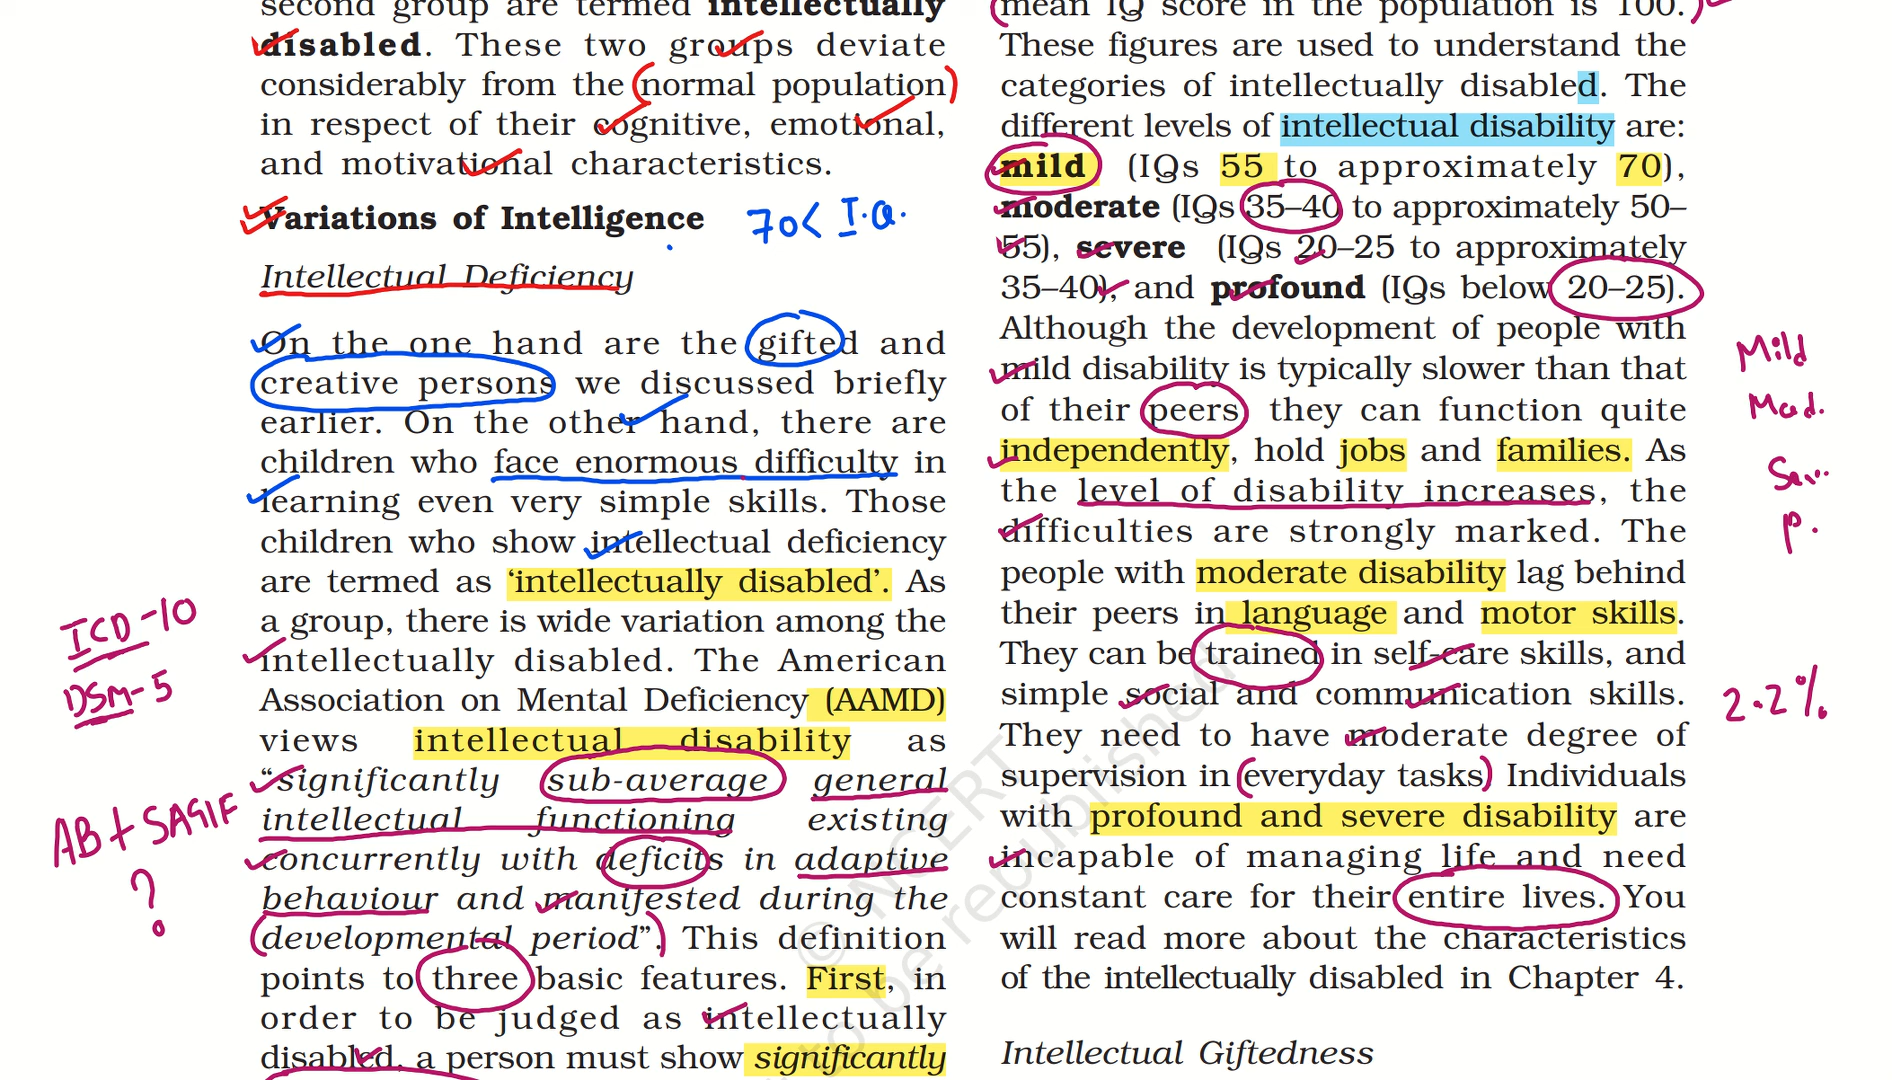 second group are termed intellectually
disabled. These two groups deviate
considerably from the normal population
in respect of their cognitive, emotional,
and motivational characteristics.
Variations of Intelligence
70< I.Q.
Intellectual Deficiency
On the one hand are the gifted and
creative persons we discussed briefly
earlier. On the other hand, there are
children who face enormous difficulty in
learning even very simple skills. Those
children who show intellectual deficiency
are termed as ‘intellectually disabled’. As
a group, there is wide variation among the
intellectually disabled. The American
Association on Mental Deficiency (AAMD)
views intellectual disability as
“significantly sub-average general
intellectual functioning existing
concurrently with deficits in adaptive
behaviour and manifested during the
developmental period”. This definition
points to three basic features. First, in
order to be judged as intellectually
disabled, a person must show significantly
ICD-10
DSM-5
AB + SAGIF
?
mean IQ score in the population is 100.
These figures are used to understand the
categories of intellectually disabled. The
different levels of intellectual disability are:
mild (IQs 55 to approximately 70),
moderate (IQs 35–40 to approximately 50–
55), severe (IQs 20–25 to approximately
35–40), and profound (IQs below 20–25).
Although the development of people with
mild disability is typically slower than that
of their peers they can function quite
independently, hold jobs and families. As
the level of disability increases, the
difficulties are strongly marked. The
people with moderate disability lag behind
their peers in language and motor skills.
They can be trained in self-care skills, and
simple social and communication skills.
They need to have moderate degree of
supervision in everyday tasks. Individuals
with profound and severe disability are
incapable of managing life and need
constant care for their entire lives. You
will read more about the characteristics
of the intellectually disabled in Chapter 4.
Intellectual Giftedness
Mild
Mod.
Sev..
P.
2.2%
© NCERT
to be republished